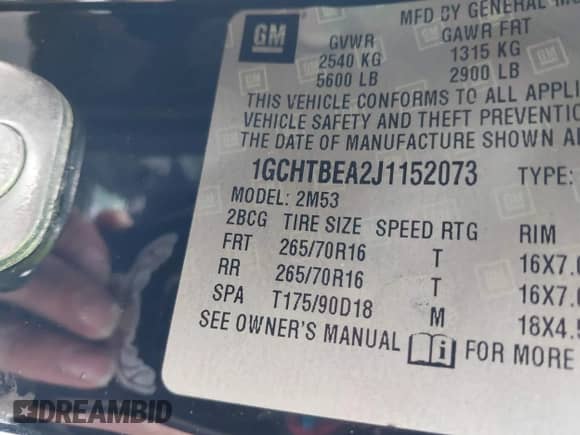 GM
MFD BY GENERAL
GVWR GAWR FRT
2540 KG 1315 KG
5600 LB 2900 LB
THIS VEHICLE CONFORMS TO ALL
VEHICLE SAFETY AND THEFT
THE DATE OF MANUFACTURE SHOWN
1GCHTBEA2J1152073 TYPE:
MODEL: 2M53
2BCG TIRE SIZE SPEED RTG RIM
FRT 265/70R16 T 16X7.
RR 265/70R16 T 16X7.
SPA T175/90D18 M 18X4.
SEE OWNER'S MANUAL i FOR MORE
DREAMBID